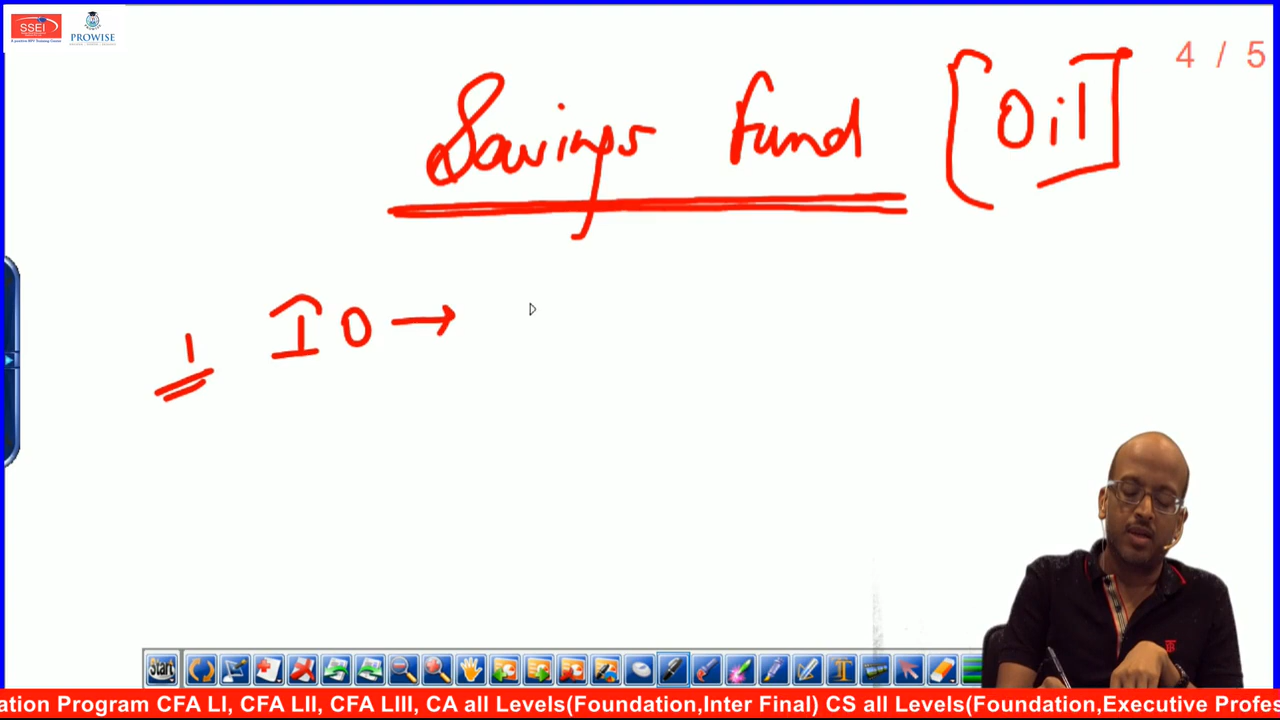 SSEI
PROWISE
4 / 5
Savings Fund [Oil]
1 IO →
Start
T
ation Program CFA LI, CFA LII, CFA LIII, CA all Levels(Foundation,Inter Final) CS all Levels(Foundation,Executive Profes